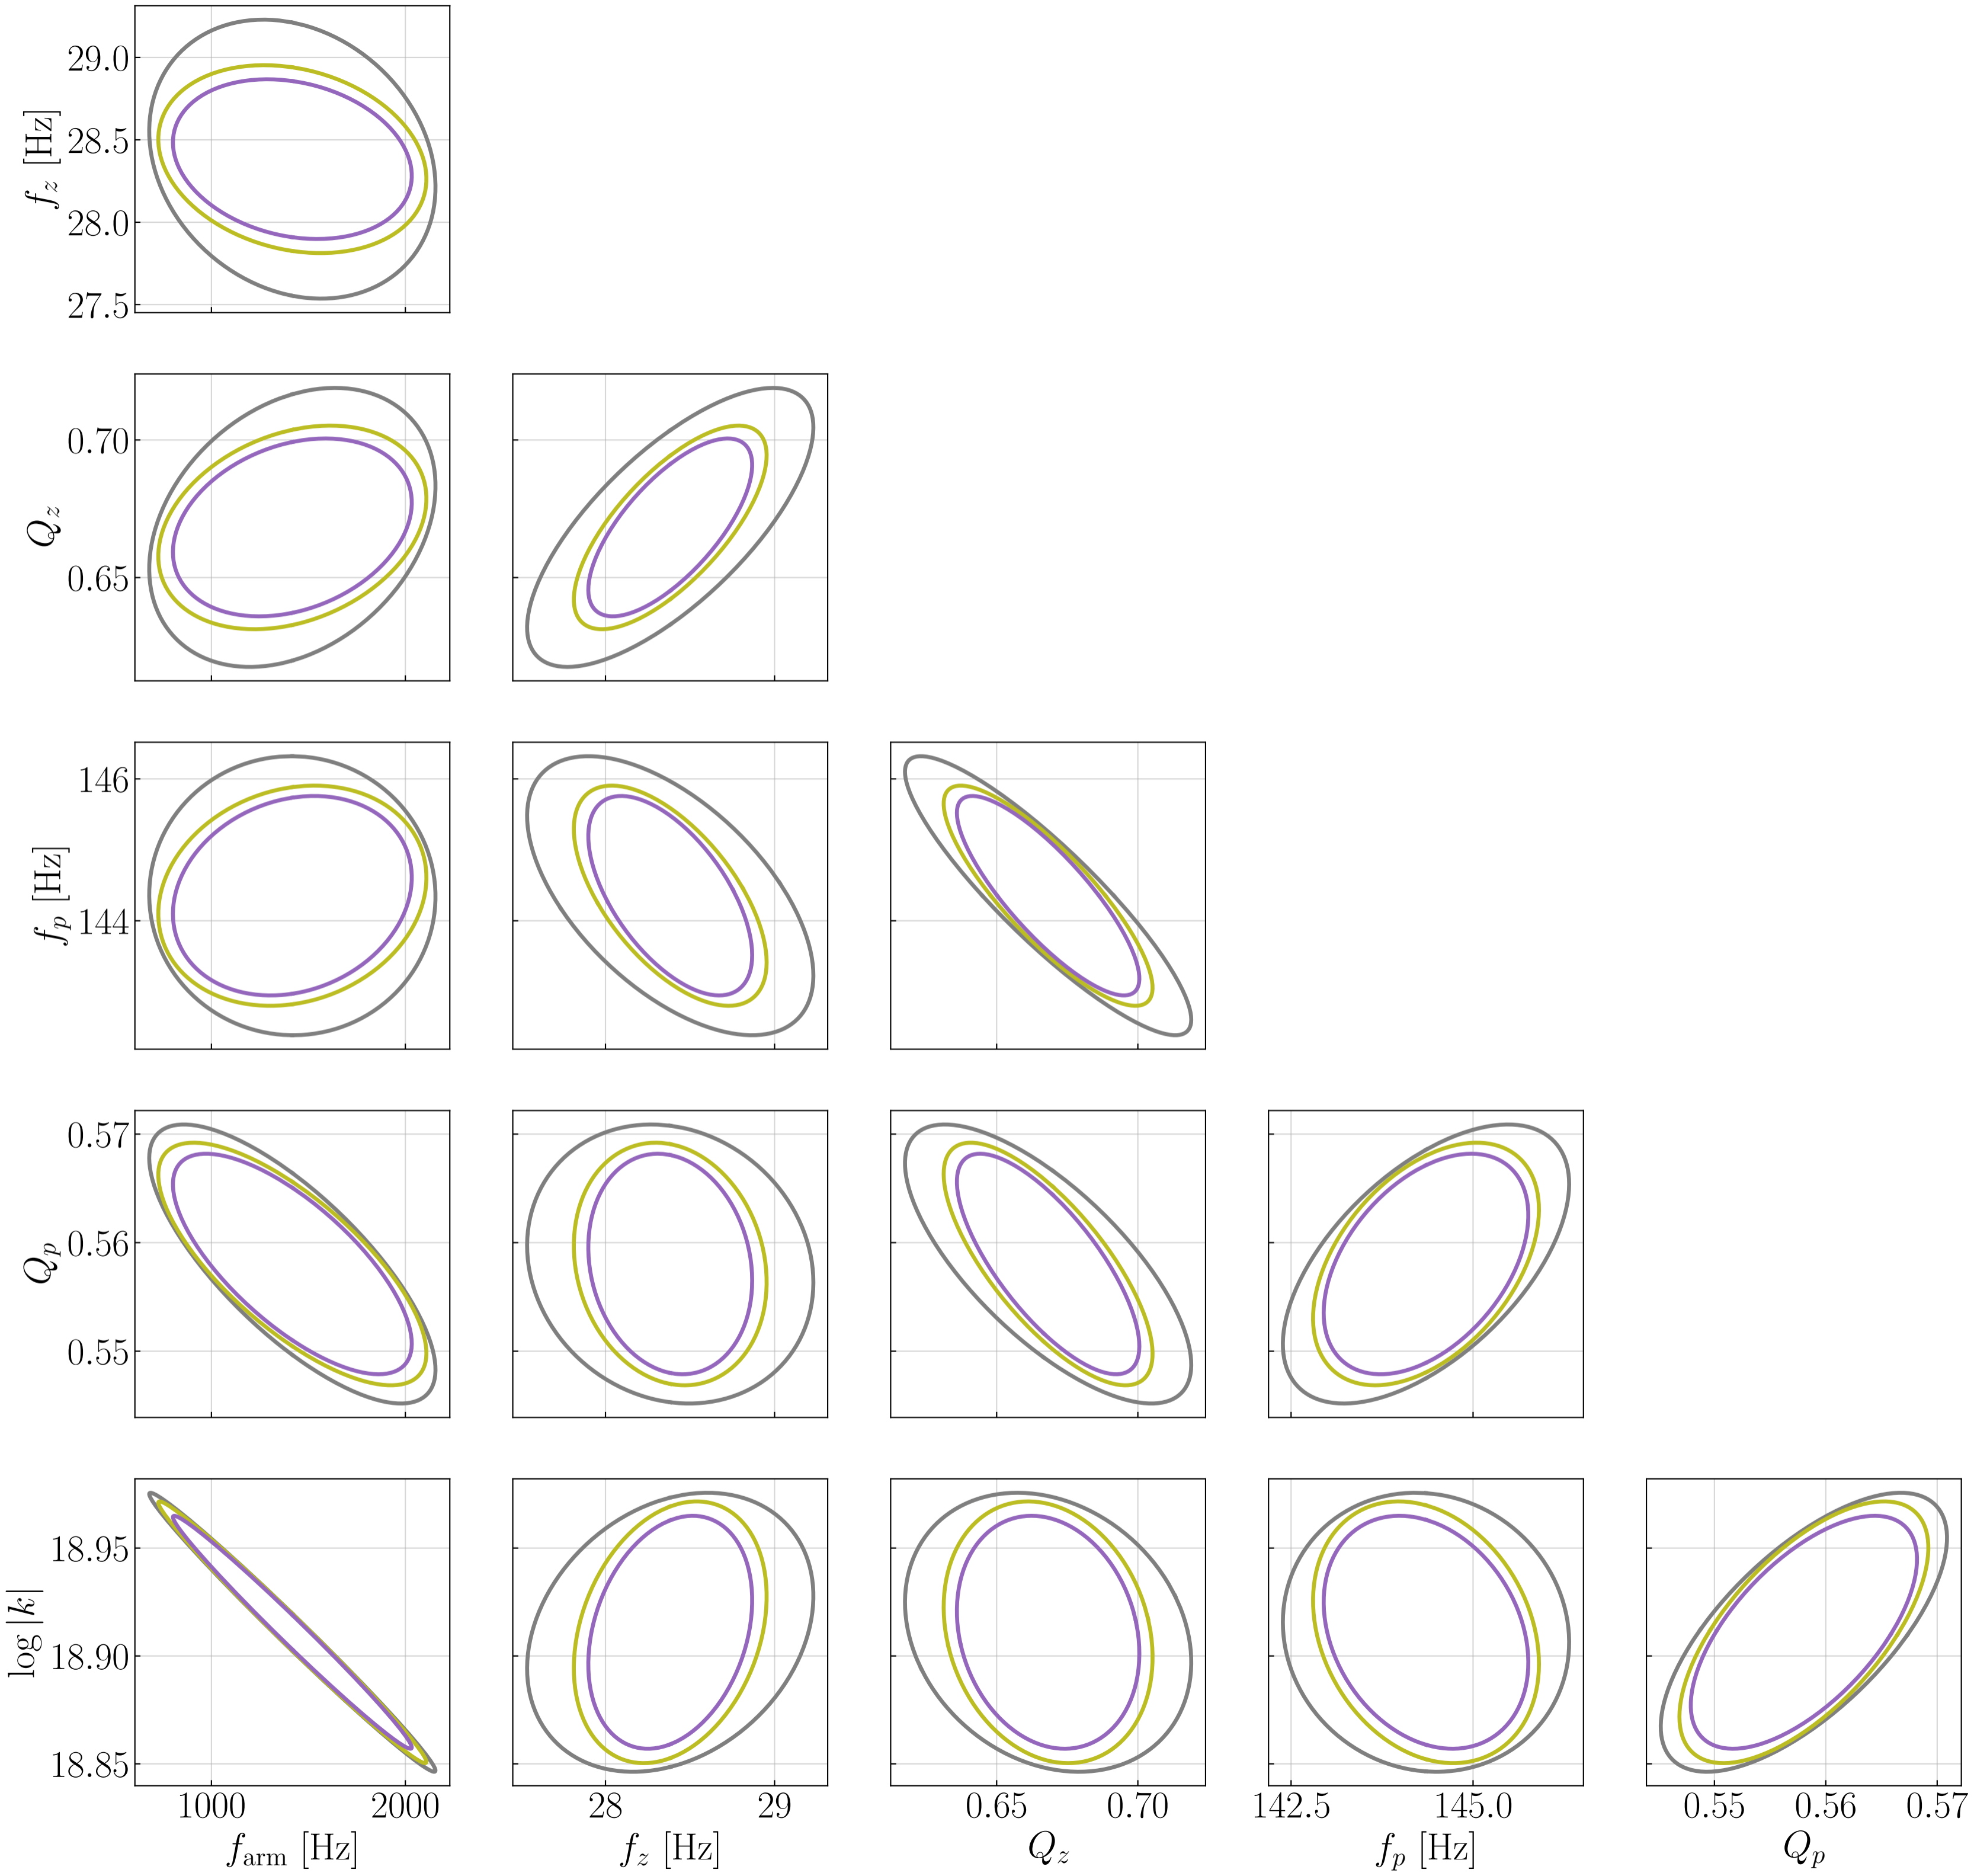 29.0
28.5
28.0
27.5
f_z [Hz]
0.70
0.65
Q_z
146
144
f_p [Hz]
0.57
0.56
0.55
Q_p
18.95
18.90
18.85
log |k|
1000 2000 28 29 0.65 0.70 142.5 145.0 0.55 0.56 0.57
f_arm [Hz] f_z [Hz] Q_z f_p [Hz] Q_p